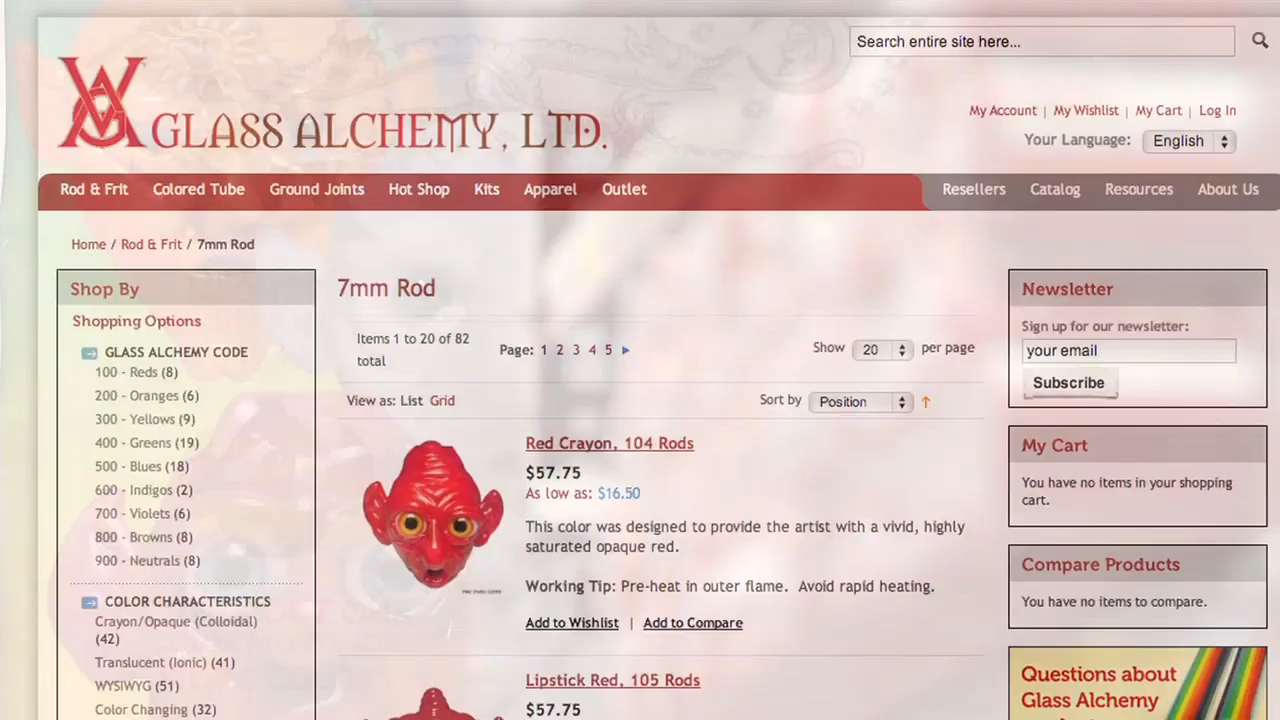 Search entire site here...
GLASS ALCHEMY, LTD.
My Account | My Wishlist | My Cart | Log In
Your Language: English
Rod & Frit Colored Tube Ground Joints Hot Shop Kits Apparel Outlet Resellers Catalog Resources About Us
Home / Rod & Frit / 7mm Rod
Shop By
Shopping Options
GLASS ALCHEMY CODE
100 - Reds (8)
200 - Oranges (6)
300 - Yellows (9)
400 - Greens (19)
500 - Blues (18)
600 - Indigos (2)
700 - Violets (6)
800 - Browns (8)
900 - Neutrals (8)
COLOR CHARACTERISTICS
Crayon/Opaque (Colloidal)
(42)
Translucent (Ionic) (41)
WYSIWYG (51)
Color Changing (32)
7mm Rod
Items 1 to 20 of 82
total
Page: 1 2 3 4 5
Show 20 per page
View as: List Grid
Sort by Position
Red Crayon, 104 Rods
$57.75
As low as: $16.50
This color was designed to provide the artist with a vivid, highly
saturated opaque red.
Working Tip: Pre-heat in outer flame. Avoid rapid heating.
Add to Wishlist | Add to Compare
Lipstick Red, 105 Rods
$57.75
Newsletter
Sign up for our newsletter:
your email
Subscribe
My Cart
You have no items in your shopping
cart.
Compare Products
You have no items to compare.
Questions about
Glass Alchemy